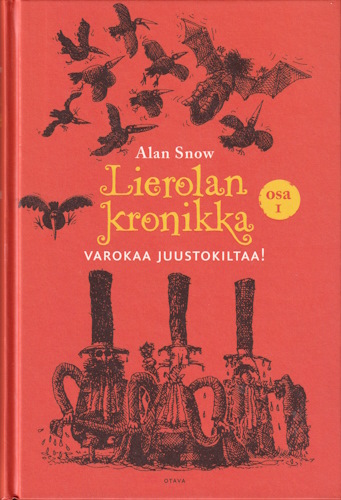 Alan Snow
Lierolan
kronikka
osa
1
VAROKAA JUUSTOKILTAA!
OTAVA